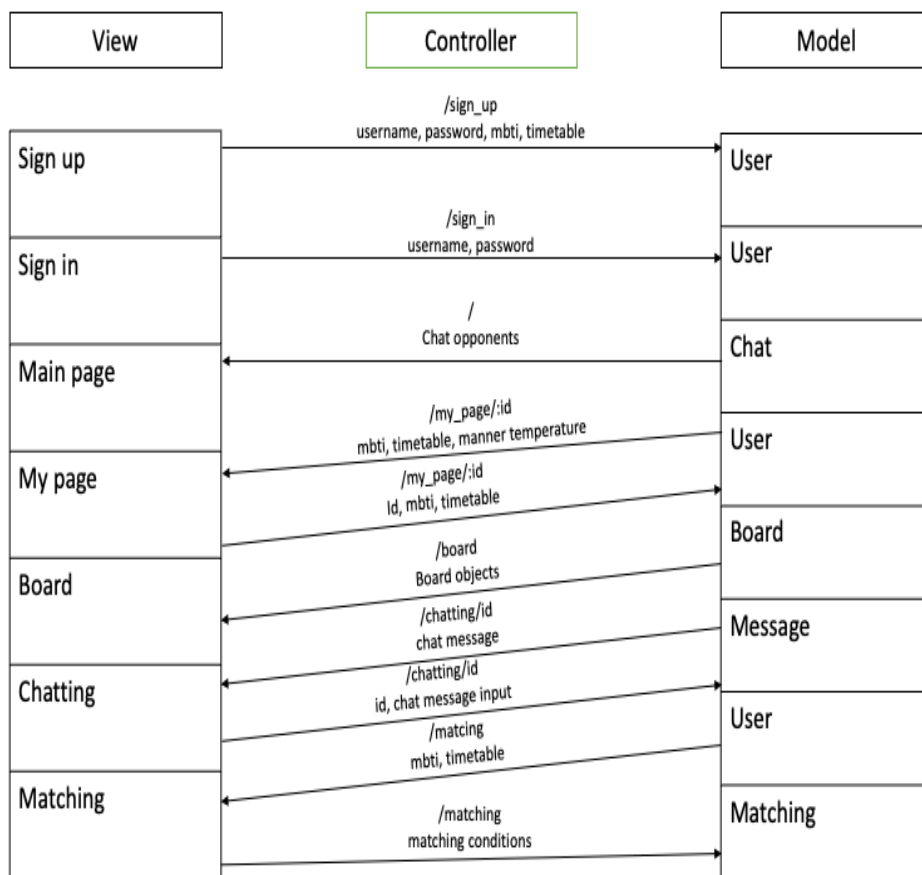 View
Controller
Model
/sign_up
username, password, mbti, timetable
Sign up
User
/sign_in
username, password
Sign in
User
/
Chat opponents
Main page
Chat
/my_page/:id
mbti, timetable, manner temperature
User
My page
/my_page/:id
Id, mbti, timetable
Board
/board
Board objects
Board
/chatting/id
chat message
Message
Chatting
/chatting/id
id, chat message input
User
/matcing
mbti, timetable
Matching
/matching
matching conditions
Matching